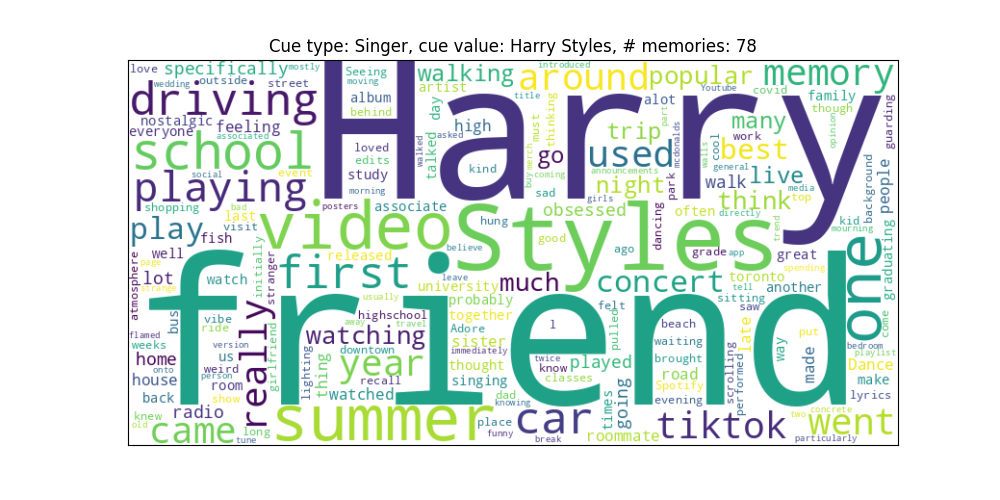 Cue type: Singer, cue value: Harry Styles, # memories: 78
love specifically mostly Seeing walking introduced around popular memory
wedding outside street moving artist title Youtube covid family
driving album behind day thinking alot many though
nostalgic feeling Harry high must part cool work opinion guarding
everyone associated loved talked asked trip mcdonalds
school event edits walked kind merch go used walls best
social study buy coming announcements general live media background people
playing morning sad night park walk think top
shopping bad posters associate girls obsessed often directly kid mourning
play last visit video hung Styles dancing trend
fish good grade app great
well initially stranger released believe ago toronto spending graduating
atmosphere page lot watch first leave university much concert sitting tell another come one
strange usually probably felt
bus vibe highschool travel together 1 pulled beach saw late way put
flamed ride girlfriend watching away Adore sister waiting performed
weeks version us lighting downtown immediately twice played brought made bedroom
home onto weird really thing year thought know road scrolling Dance playlist
house person room friend recall singing classes Spotify make
back show watched dad knowing times going evening lyrics
knew radio summer place car tiktok two concrete went
old came long tune funny break roommate particularly